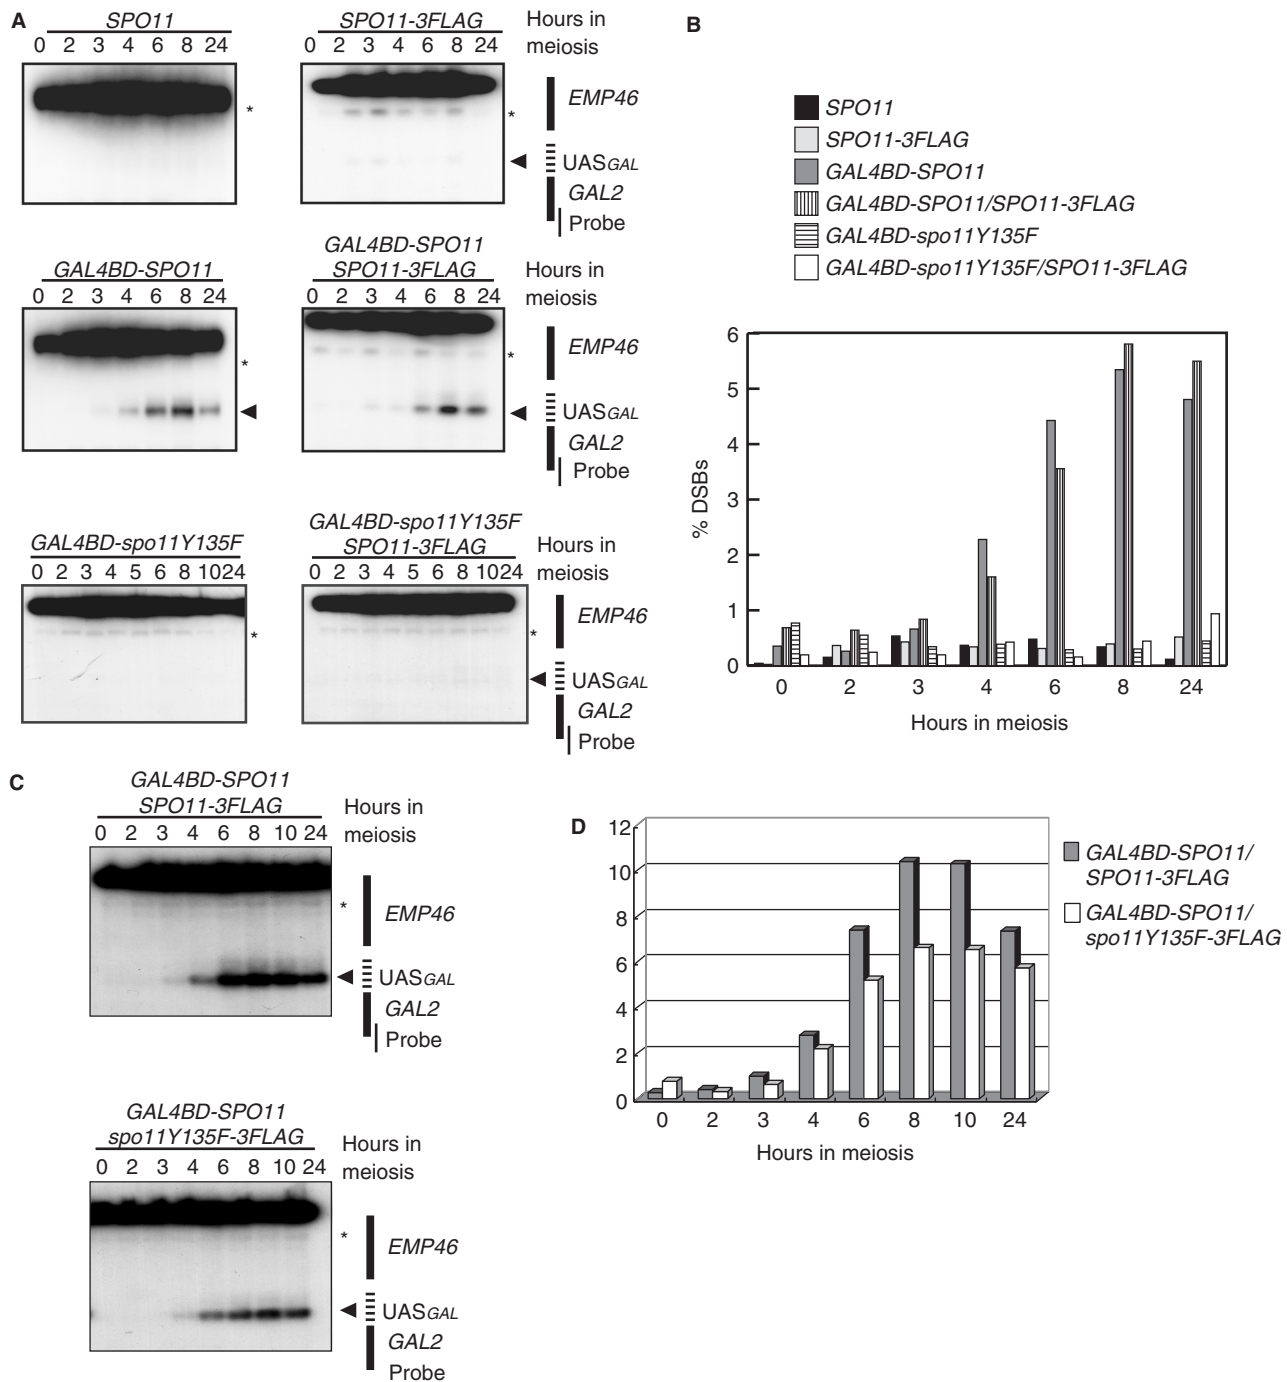 A
SPO11
0 2 3 4 6 8 24
*
SPO11-3FLAG
0 2 3 4 6 8 24
Hours in
meiosis
*
EMP46
UASGAL
GAL2
Probe
GAL4BD-SPO11
0 2 3 4 6 8 24
*
GAL4BD-SPO11
SPO11-3FLAG
0 2 3 4 6 8 24
Hours in
meiosis
*
EMP46
UASGAL
GAL2
Probe
GAL4BD-spo11Y135F
0 2 3 4 5 6 8 10 24
*
GAL4BD-spo11Y135F
SPO11-3FLAG
0 2 3 4 5 6 8 10 24
Hours in
meiosis
*
EMP46
UASGAL
GAL2
Probe
B
SPO11
SPO11-3FLAG
GAL4BD-SPO11
GAL4BD-SPO11/SPO11-3FLAG
GAL4BD-spo11Y135F
GAL4BD-spo11Y135F/SPO11-3FLAG
% DSBs
6
5
4
3
2
1
0
0 2 3 4 6 8 24
Hours in meiosis
C
GAL4BD-SPO11
SPO11-3FLAG
0 2 3 4 6 8 10 24
Hours in
meiosis
*
EMP46
UASGAL
GAL2
Probe
GAL4BD-SPO11
spo11Y135F-3FLAG
0 2 3 4 6 8 10 24
Hours in
meiosis
*
EMP46
UASGAL
GAL2
Probe
D
12
10
8
6
4
2
0
0 2 3 4 6 8 10 24
Hours in meiosis
GAL4BD-SPO11/
SPO11-3FLAG
GAL4BD-SPO11/
spo11Y135F-3FLAG